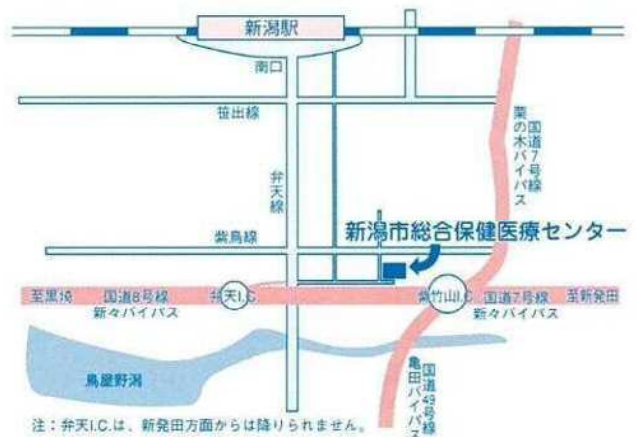 新潟駅
南口
笹出線
国道7号線
栗の木バイパス
弁天線
紫鳥線
新潟市総合保健医療センター
至黒埼
国道8号線
新々バイパス
弁天I.C
紫竹山I.C
国道7号線
新々バイパス
至新発田
鳥屋野潟
国道49号線
亀田バイパス
注:弁天I.C.は、新発田方面からは降りられません。